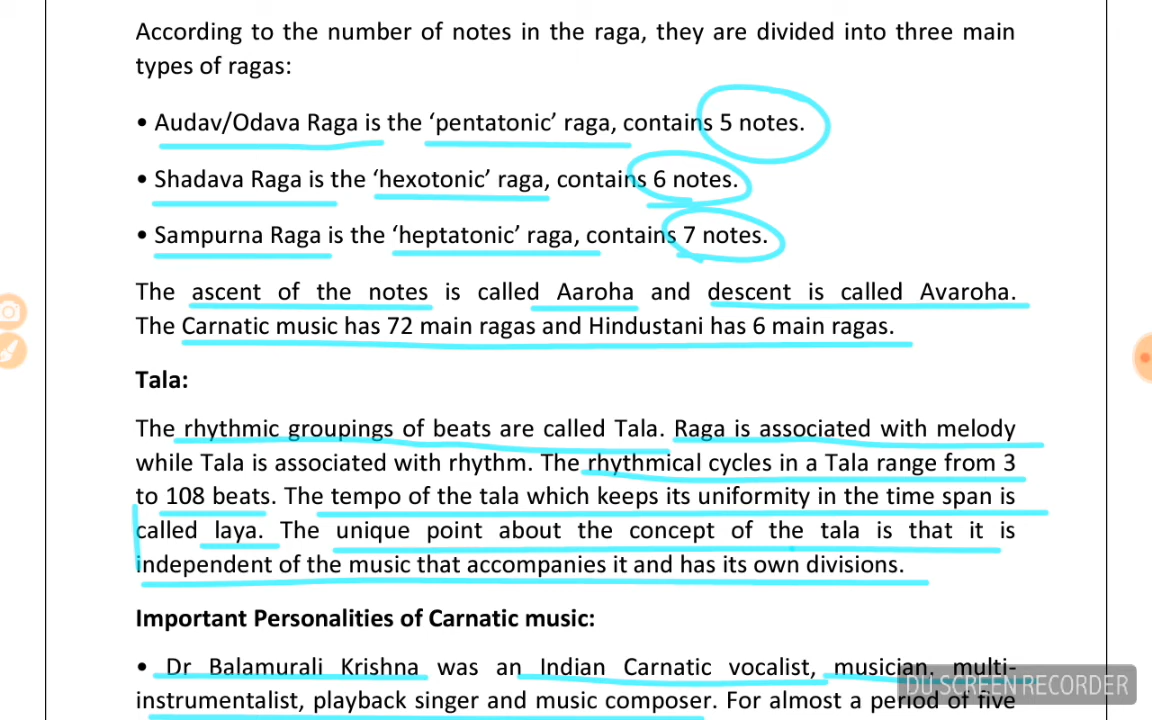 According to the number of notes in the raga, they are divided into three main
types of ragas:
• Audav/Odava Raga is the ‘pentatonic’ raga, contains 5 notes.
• Shadava Raga is the ‘hexotonic’ raga, contains 6 notes.
• Sampurna Raga is the ‘heptatonic’ raga, contains 7 notes.
The ascent of the notes is called Aaroha and descent is called Avaroha.
The Carnatic music has 72 main ragas and Hindustani has 6 main ragas.
Tala:
The rhythmic groupings of beats are called Tala. Raga is associated with melody
while Tala is associated with rhythm. The rhythmical cycles in a Tala range from 3
to 108 beats. The tempo of the tala which keeps its uniformity in the time span is
called laya. The unique point about the concept of the tala is that it is
independent of the music that accompanies it and has its own divisions.
Important Personalities of Carnatic music:
• Dr Balamurali Krishna was an Indian Carnatic vocalist, musician. multi-
instrumentalist, playback singer and music composer. For almost a period of five
DU SCREEN RECORDER